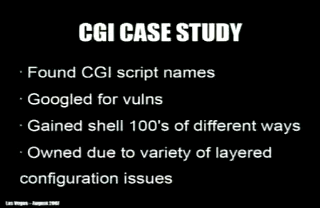 CGI CASE STUDY
· Found CGI script names
· Googled for vulns
· Gained shell 100's of different ways
· Owned due to variety of layered
configuration issues
Las Vegas – August 2007